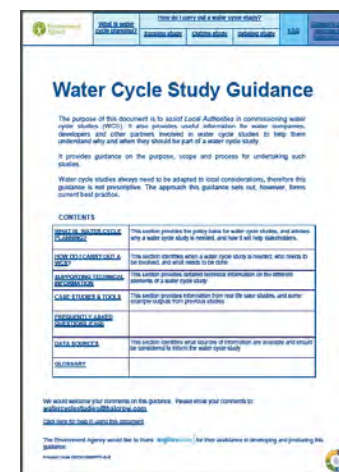 Environment Agency
What is water cycle planning?
How do I carry out a water cycle study?
Scoping study
Outline study
Detailed study
FAQ
Water Cycle Study Guidance
The purpose of this document is to assist Local Authorities in commissioning water
cycle studies (WCS). It also provides useful information for water companies,
developers and other partners involved in water cycle studies to help them
understand why and when they should be part of a water cycle study.
It provides guidance on the purpose, scope and process for undertaking such
studies.
Water cycle studies always need to be adapted to local considerations, therefore this
guidance is not prescriptive. The approach this guidance sets out, however, forms
current best practice.
CONTENTS
WHAT IS WATER CYCLE PLANNING?
This section provides the policy basis for water cycle studies, and advises
why a water cycle study is needed, and how it will help stakeholders.
HOW DO I CARRY OUT A WCS?
This section identifies when a water cycle study is needed, who needs to
be involved, and what needs to be done
SUPPORTING TECHNICAL INFORMATION
This section provides detailed technical information on the different
elements of a water cycle study
CASE STUDIES & TOOLS
This section provides information from real life case studies, and some
example outputs from previous studies
FREQUENTLY ASKED QUESTIONS (FAQ)
DATA SOURCES
This section identifies what sources of information are available and should
be considered to inform the water cycle study
GLOSSARY
We would welcome your comments on this guidance. Please email your comments to:
watercyclestudies@halcrow.com
Click here for help in using this document
The Environment Agency would like to thank anglianwater for their assistance in developing and producing this
guidance.